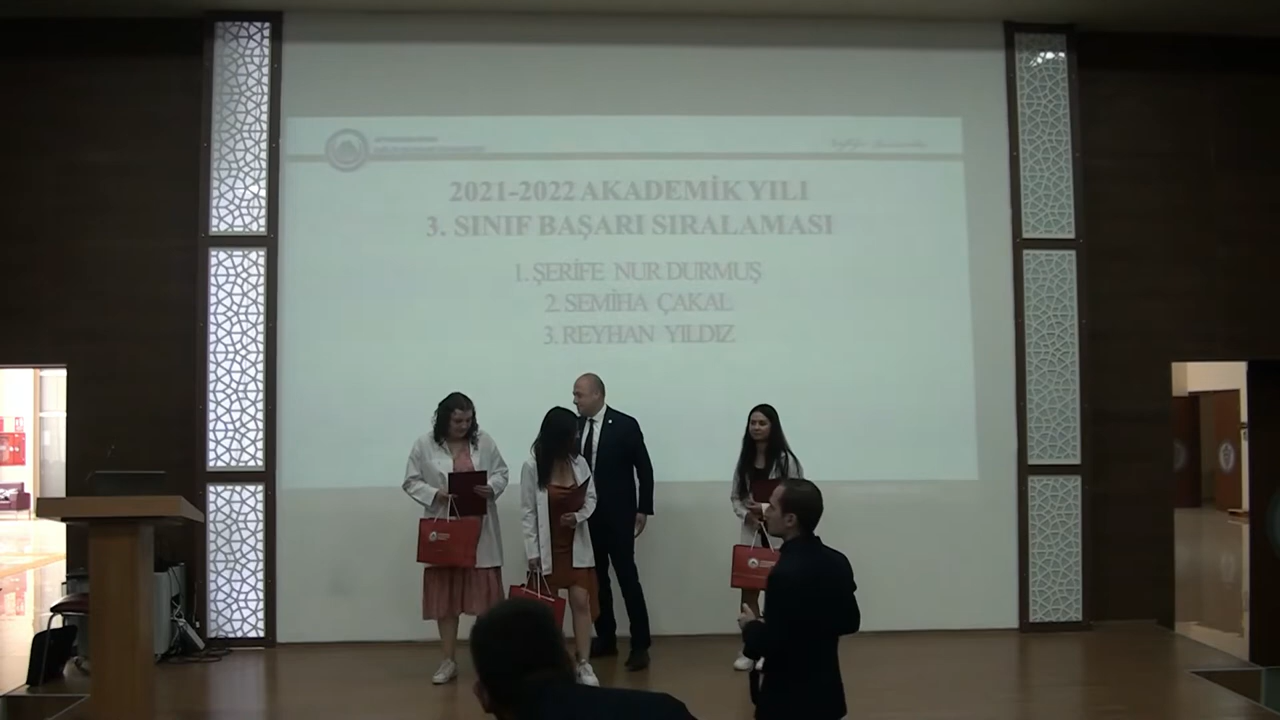 2021-2022 AKADEMİK YILI
3. SINIF BAŞARI SIRALAMASI
1. ŞERİFE NUR DURMUŞ
2. SEMİHA ÇAKAL
3. REYHAN YILDIZ